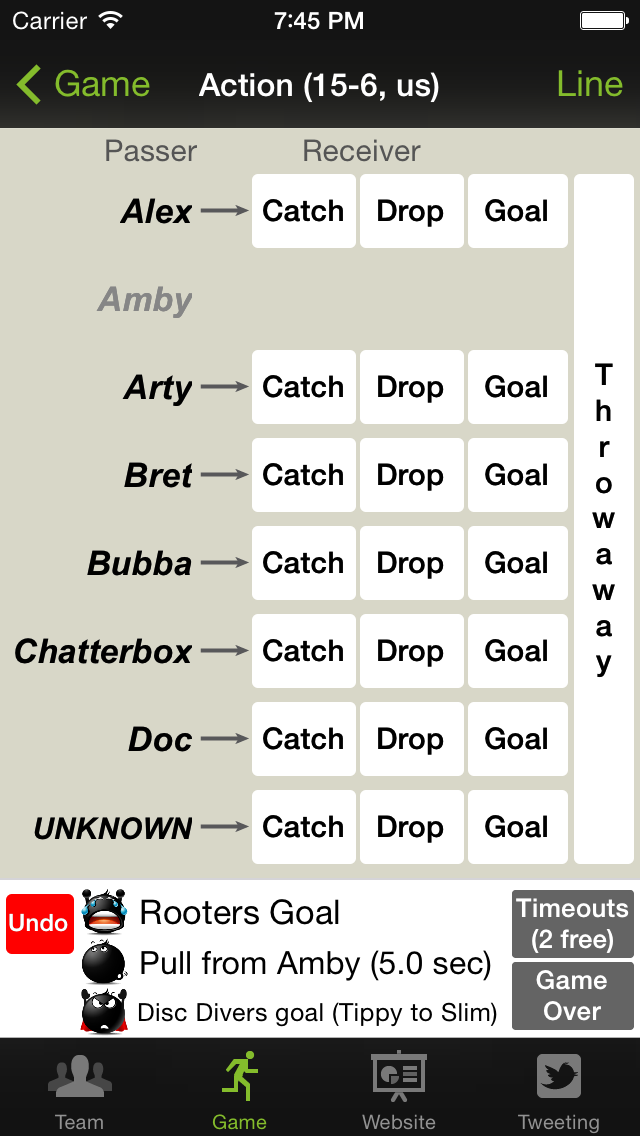 Carrier 7:45 PM
Game Action (15-6, us) Line
Passer Receiver
Alex Catch Drop Goal
Amby
Arty Catch Drop Goal
Bret Catch Drop Goal
Bubba Catch Drop Goal
Chatterbox Catch Drop Goal
Doc Catch Drop Goal
UNKNOWN Catch Drop Goal
Throwaway
Undo
Rooters Goal
Pull from Amby (5.0 sec)
Disc Divers goal (Tippy to Slim)
Timeouts
(2 free)
Game
Over
Team Game Website Tweeting